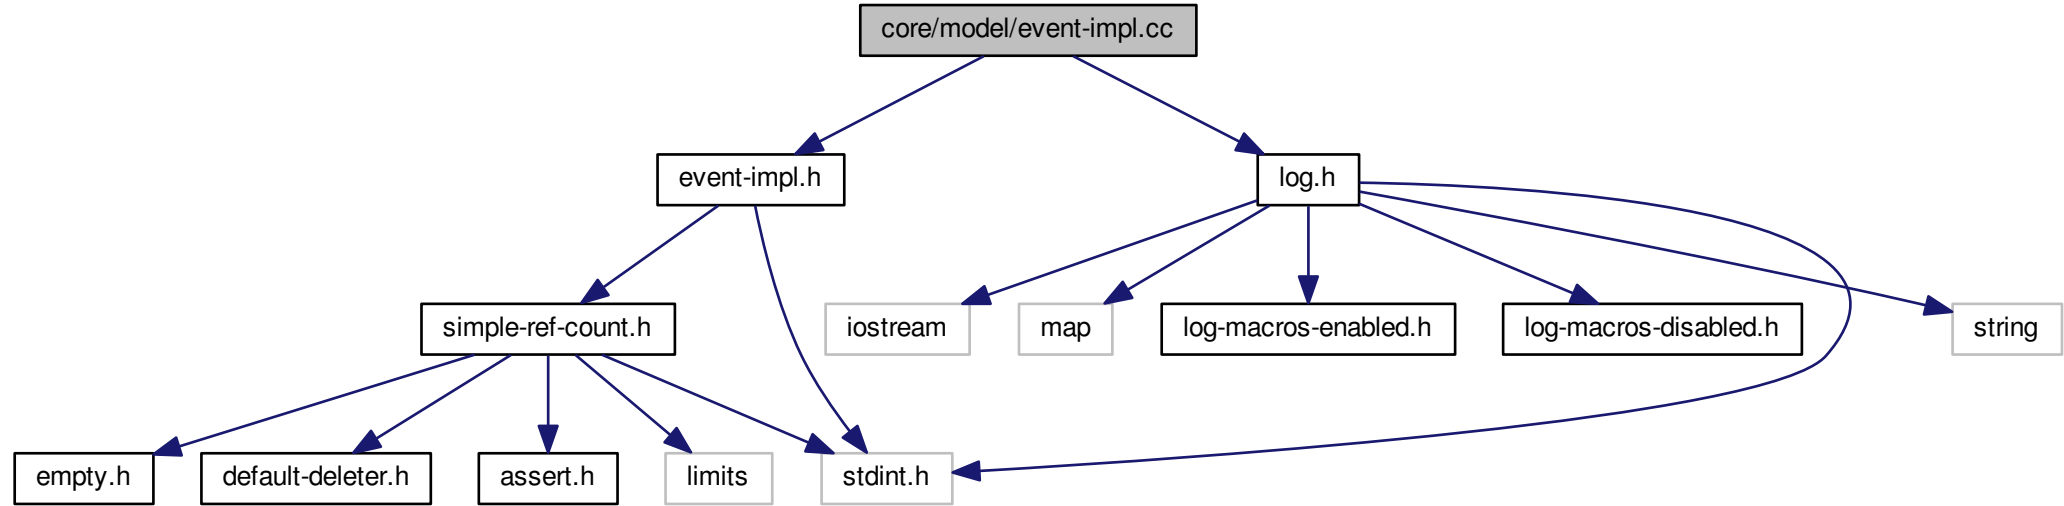 core/model/event-impl.cc
event-impl.h
log.h
simple-ref-count.h
iostream
map
log-macros-enabled.h
log-macros-disabled.h
string
empty.h
default-deleter.h
assert.h
limits
stdint.h